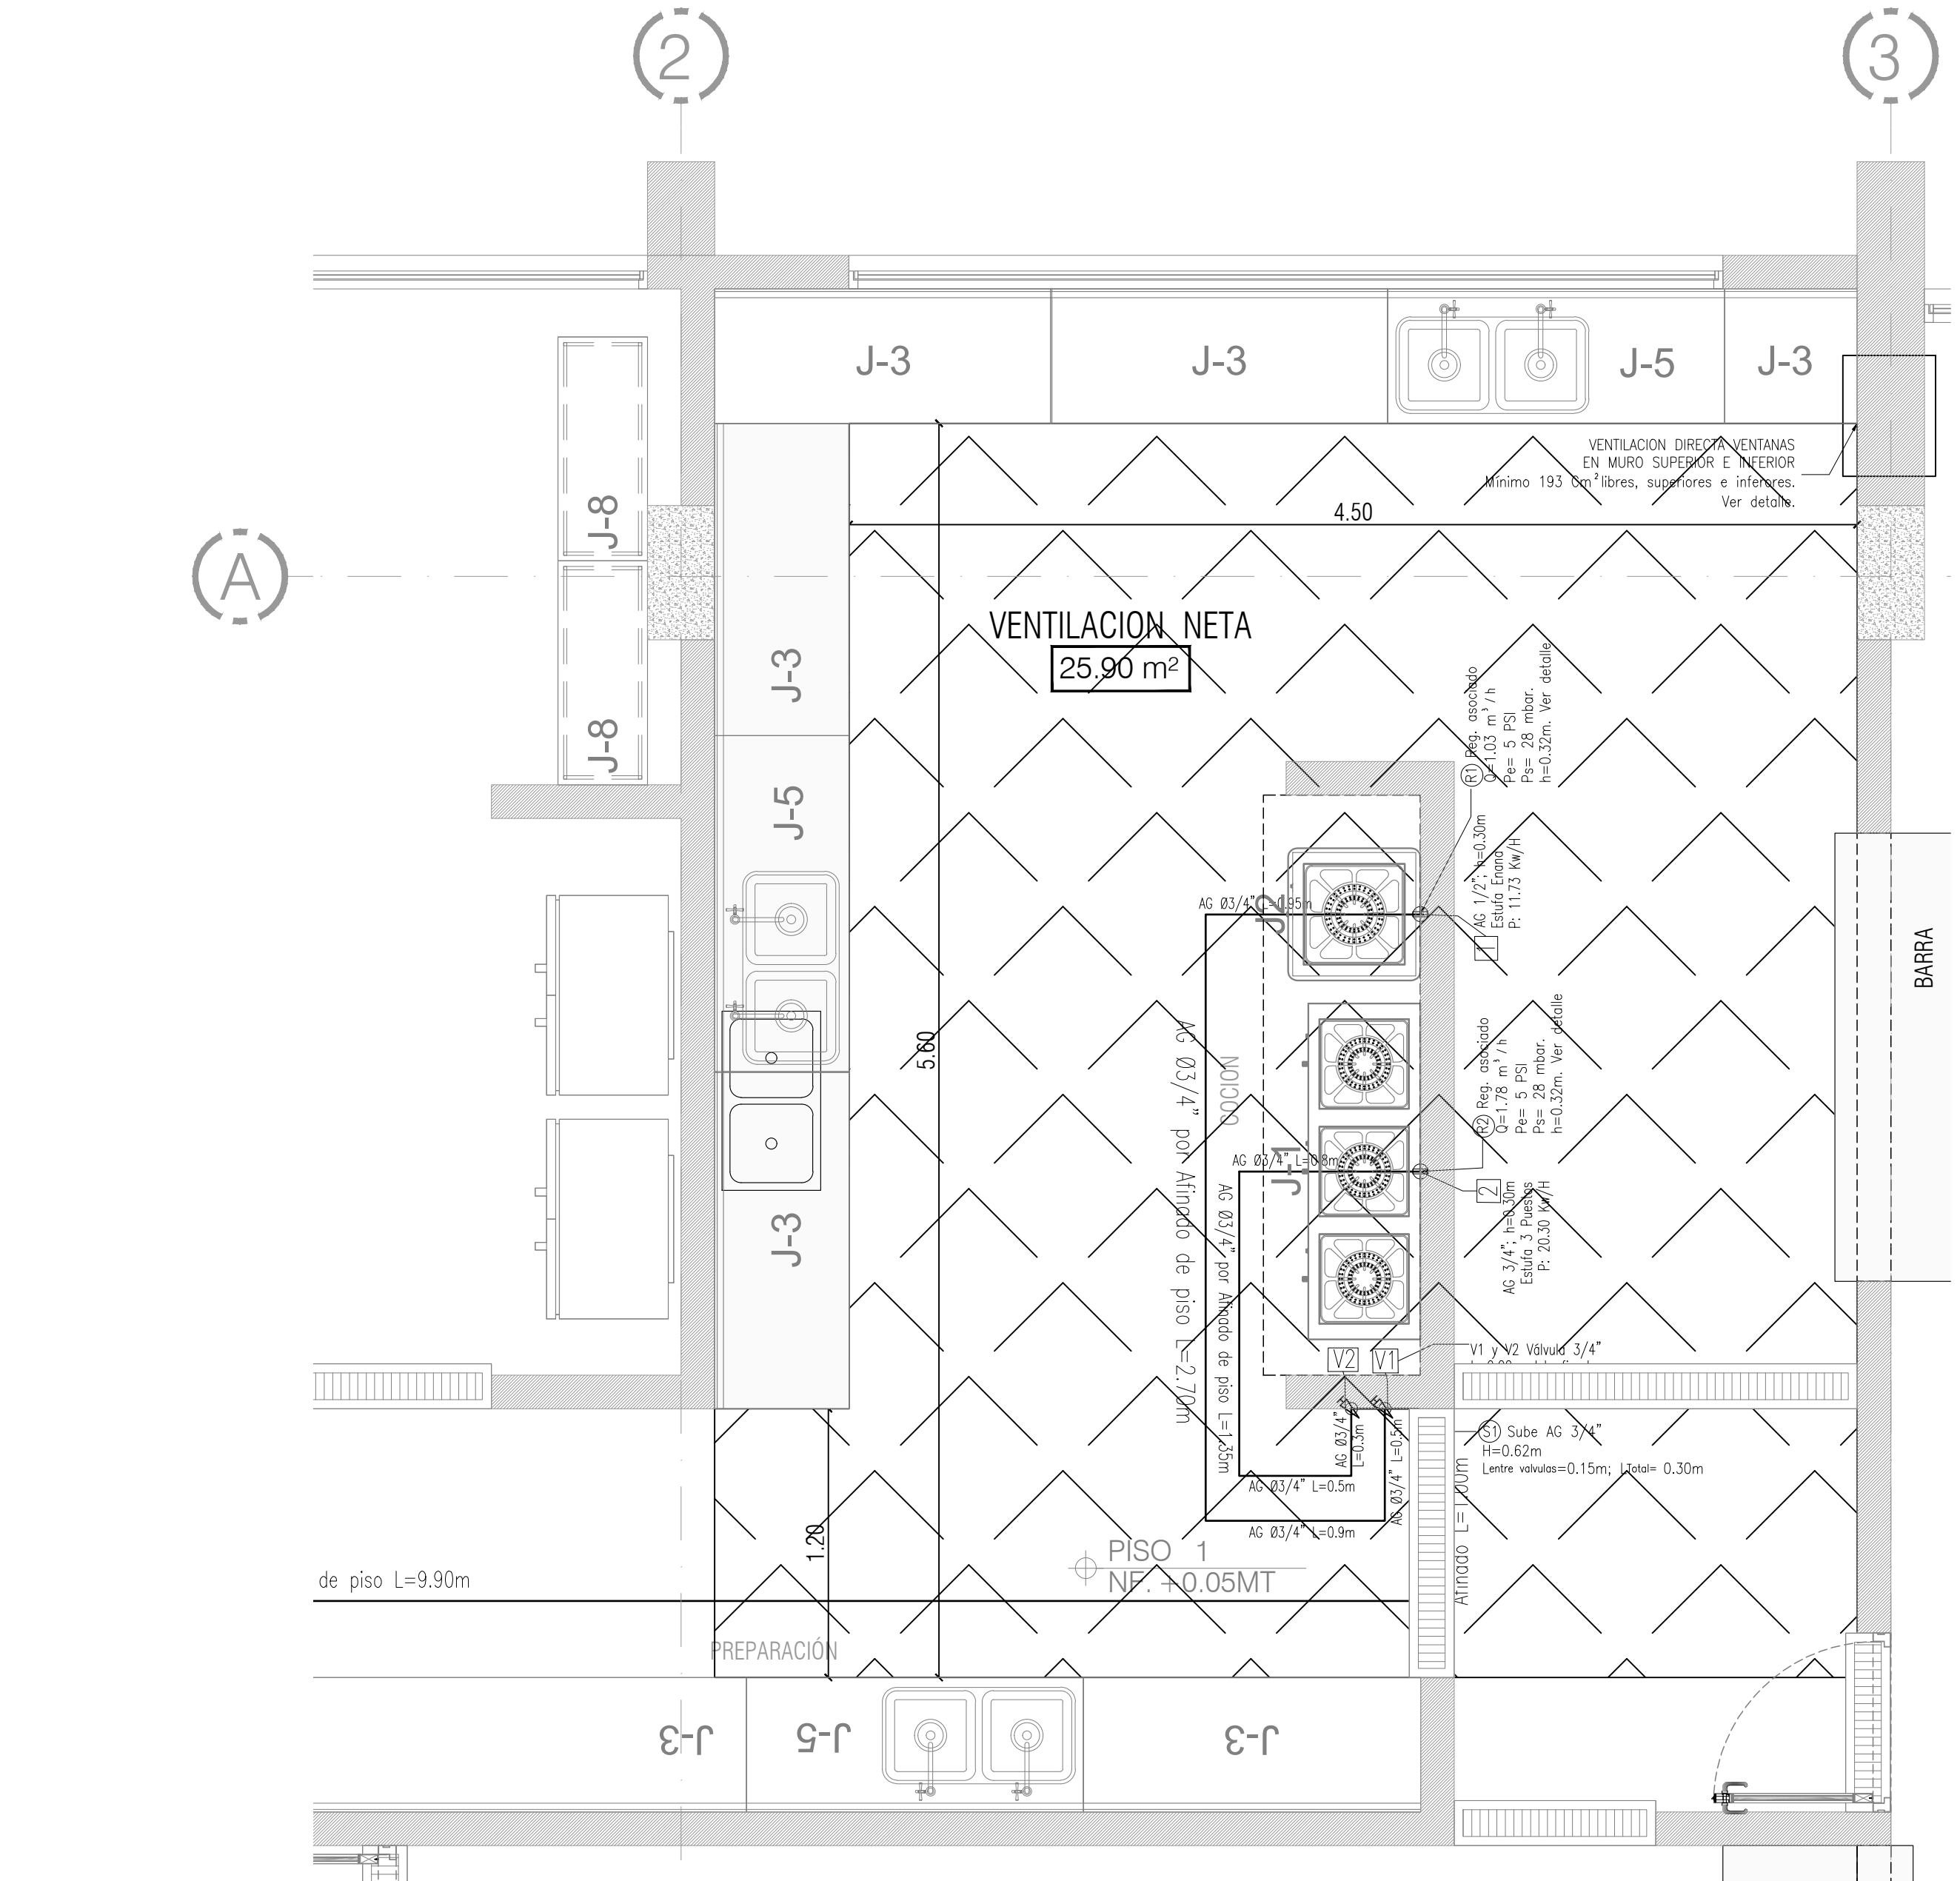 2
3
A
J-3
J-3
J-5
J-3
VENTILACION DIRECTA VENTANAS
EN MURO SUPERIOR E INFERIOR
Mínimo 193 Cm² libres, superiores e inferores.
Ver detalle.
4.50
J-8
J-8
VENTILACION NETA
25.90 m²
J-3
J-5
J-3
5.60
R1 Reg. asociado
Q=1.03 m³/h
Pe= 5 PSI
Ps= 28 mbar.
h=0.32m. Ver detalle
1
AG 1/2"; h=0.30m
Estufa Enana
P: 11.73 Kw/H
AG Ø3/4" L=0.95m
J2
BARRA
COCION
AG Ø3/4" por Afinado de piso L=2.70m
R2 Reg. asociado
Q=1.78 m³/h
Pe= 5 PSI
Ps= 28 mbar.
h=0.32m. Ver detalle
AG Ø3/4" L=0.8m
J-1
2
AG 3/4"; h=0.30m
Estufa 3 Puestos
P: 20.30 Kw/H
AG Ø3/4" por Afinado de piso L=1.35m
V2
V1
V1 y V2 Válvula 3/4"
AG Ø3/4"
L=0.3m
AG Ø3/4" L=0.5m
S1 Sube AG 3/4"
H=0.62m
Lentre valvulas=0.15m; LTotal= 0.30m
AG Ø3/4" L=0.5m
AG Ø3/4" L=0.9m
Afinado L=1.00m
1.20
PISO 1
NF. +0.05MT
de piso L=9.90m
PREPARACIÓN
J-3
J-5
J-3